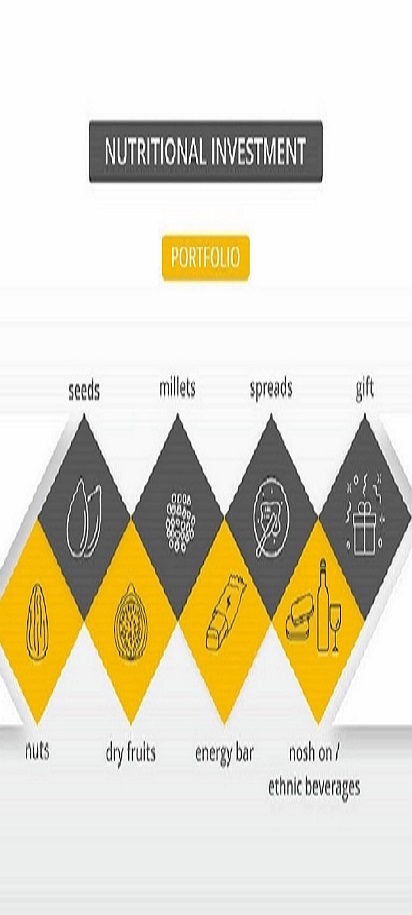 NUTRITIONAL INVESTMENT
PORTFOLIO
seeds
millets
spreads
gift
nuts
dry fruits
energy bar
nosh on /
ethnic beverages